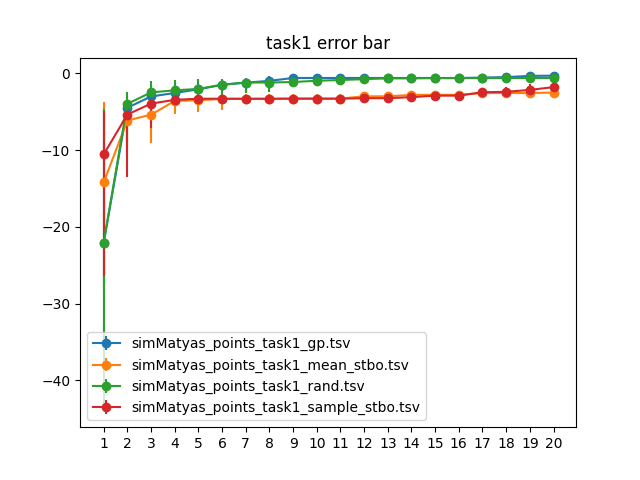 task1 error bar
0
−10
−20
−30
−40
simMatyas_points_task1_gp.tsv
simMatyas_points_task1_mean_stbo.tsv
simMatyas_points_task1_rand.tsv
simMatyas_points_task1_sample_stbo.tsv
1 2 3 4 5 6 7 8 9 10 11 12 13 14 15 16 17 18 19 20